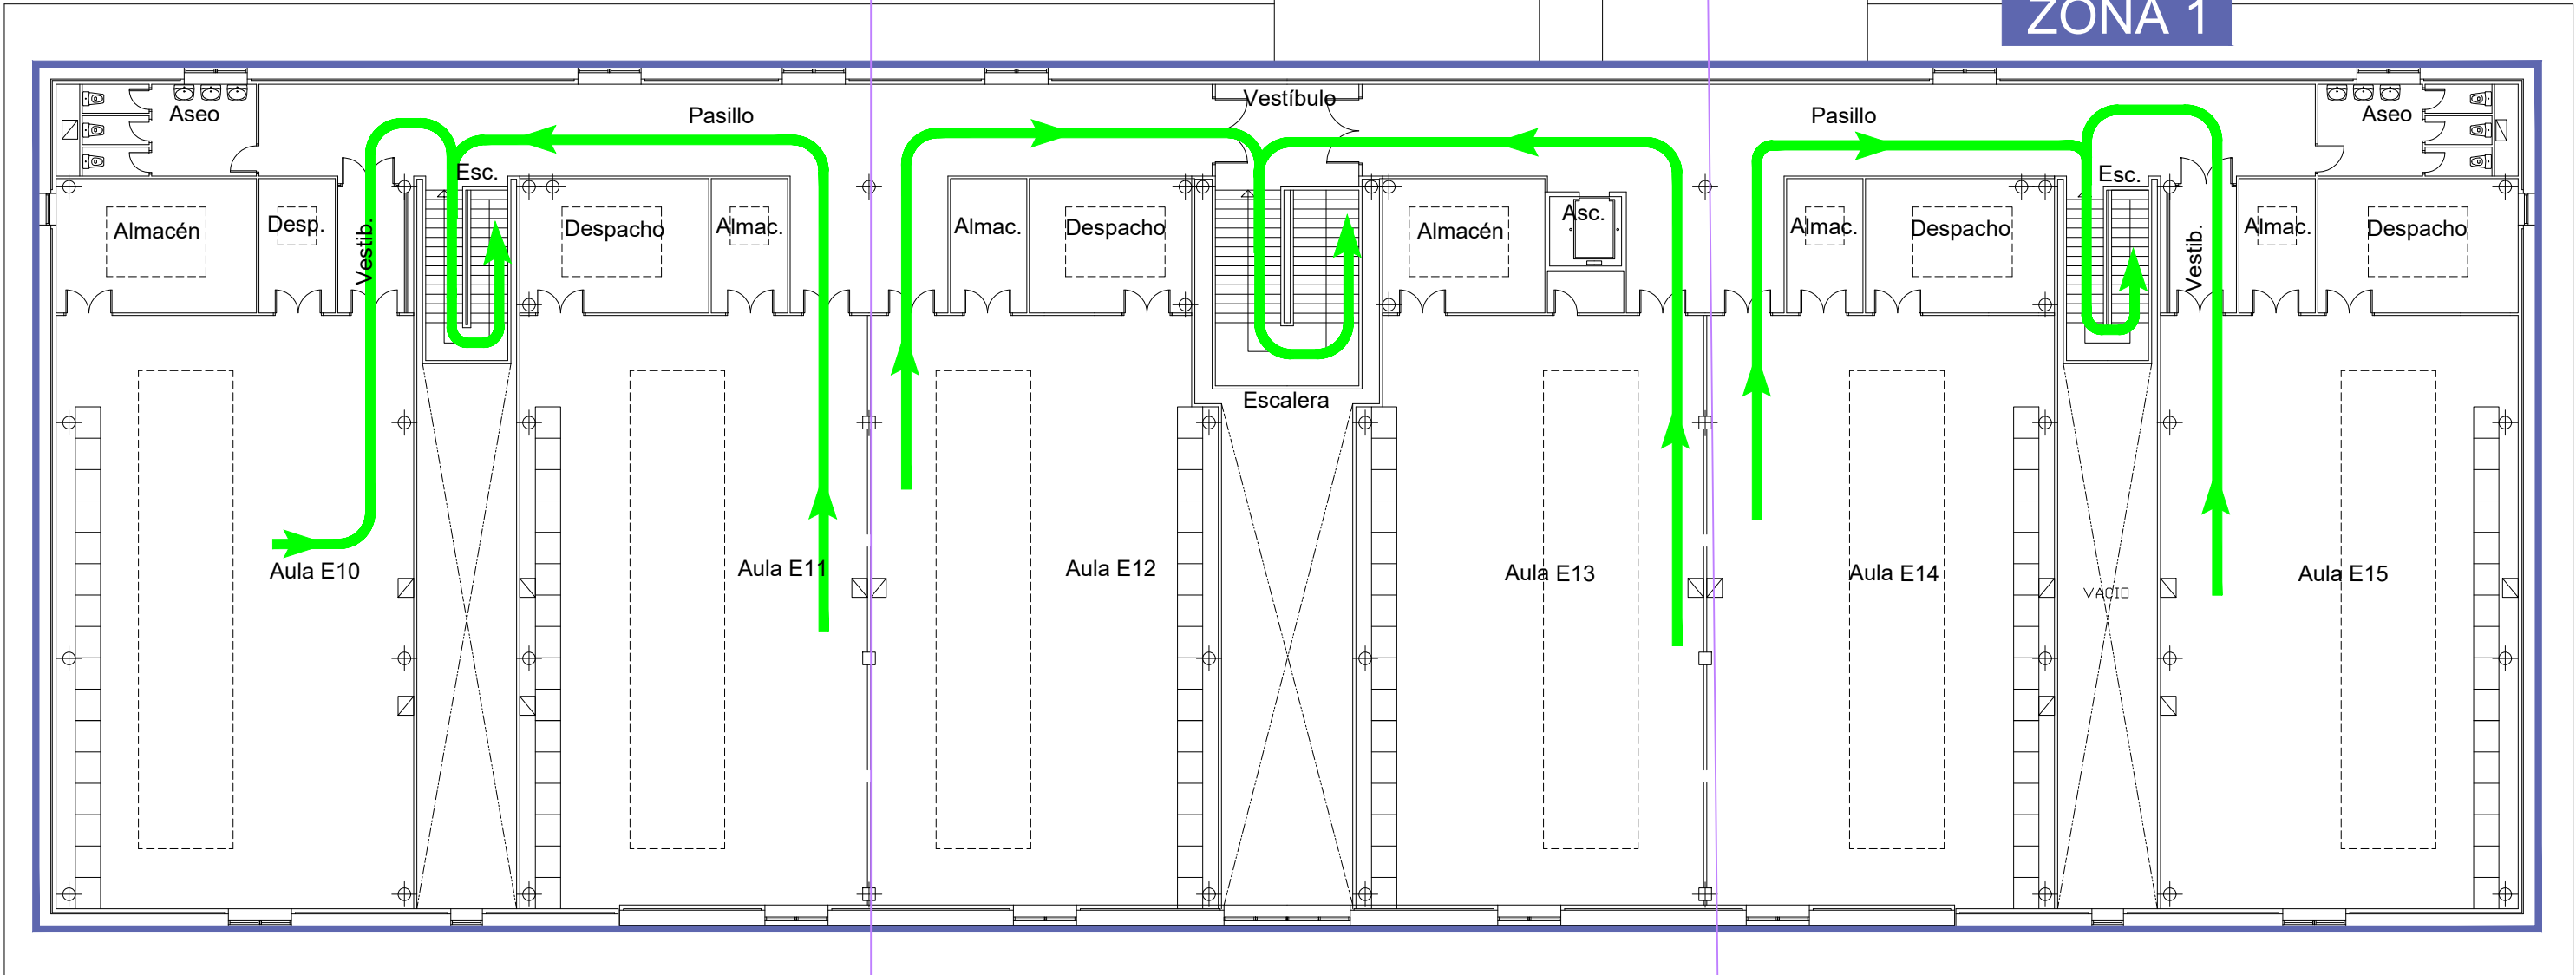 ZONA 1
Vestíbulo
Aseo
Pasillo
Pasillo
Aseo
Esc.
Esc.
Almacén
Desp.
Vestib.
Despacho
Almac.
Almac.
Despacho
Almacén
Asc.
Almac.
Despacho
Vestib.
Almac.
Despacho
Escalera
Aula E10
Aula E11
Aula E12
Aula E13
Aula E14
VACIO
Aula E15